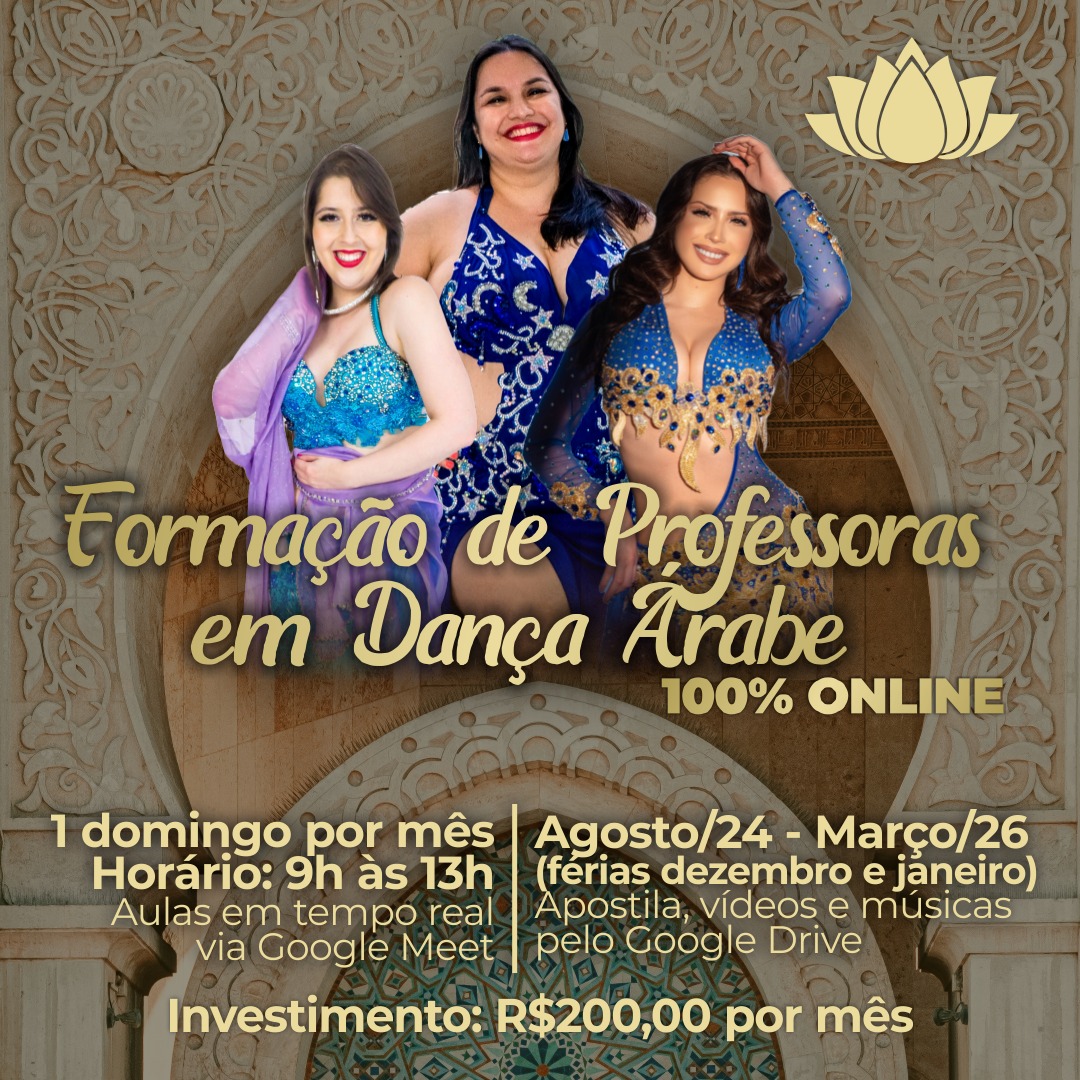 Formação de Professoras
em Dança Árabe
100% ONLINE
1 domingo por mês
Horário: 9h às 13h
Aulas em tempo real
via Google Meet
Agosto/24 - Março/26
(férias dezembro e janeiro)
Apostila, vídeos e músicas
pelo Google Drive
Investimento: R$200,00 por mês